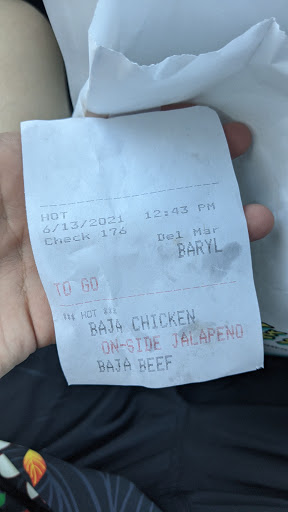 HOT
6/13/2021 12:43 PM
Check 176 Del Mar
BARYL
TO GO
!!! HOT !!!
BAJA CHICKEN
ON-SIDE JALAPENO
BAJA BEEF